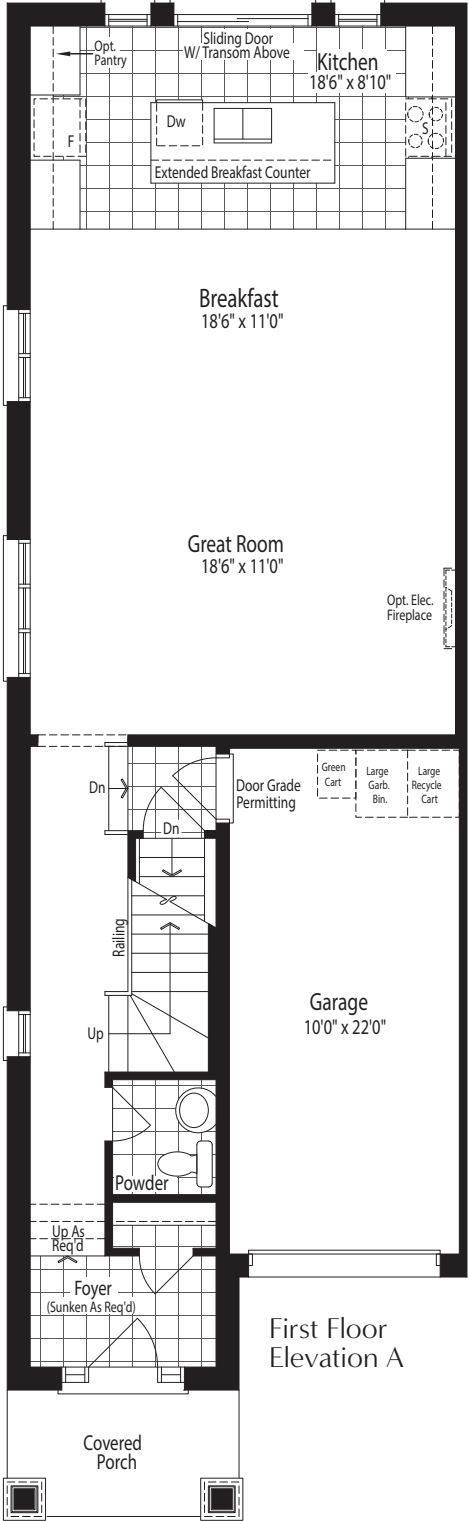 Opt.
Pantry
Sliding Door
W/ Transom Above
Kitchen
18'6" x 8'10"
F
Dw
S
Extended Breakfast Counter
Breakfast
18'6" x 11'0"
Great Room
18'6" x 11'0"
Opt. Elec.
Fireplace
Dn
Door Grade
Permitting
Green
Cart
Large
Garb.
Bin.
Large
Recycle
Cart
Dn
Railing
Up
Garage
10'0" x 22'0"
Powder
Up As
Req'd
Foyer
(Sunken As Req'd)
First Floor
Elevation A
Covered
Porch